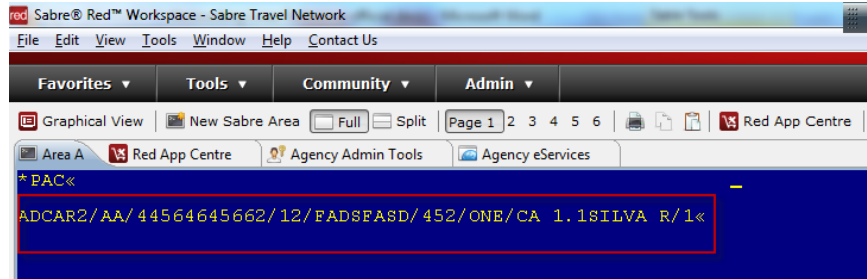 red Sabre® Red™ Workspace - Sabre Travel Network
File Edit View Tools Window Help Contact Us
Favorites ▼ Tools ▼ Community ▼ Admin ▼
Graphical View New Sabre Area Full Split Page 1 2 3 4 5 6 Red App Centre
Area A Red App Centre Agency Admin Tools Agency eServices
*PAC«
ADCAR2/AA/44564645662/12/FADSFASD/452/ONE/CA 1.1SILVA R/1«